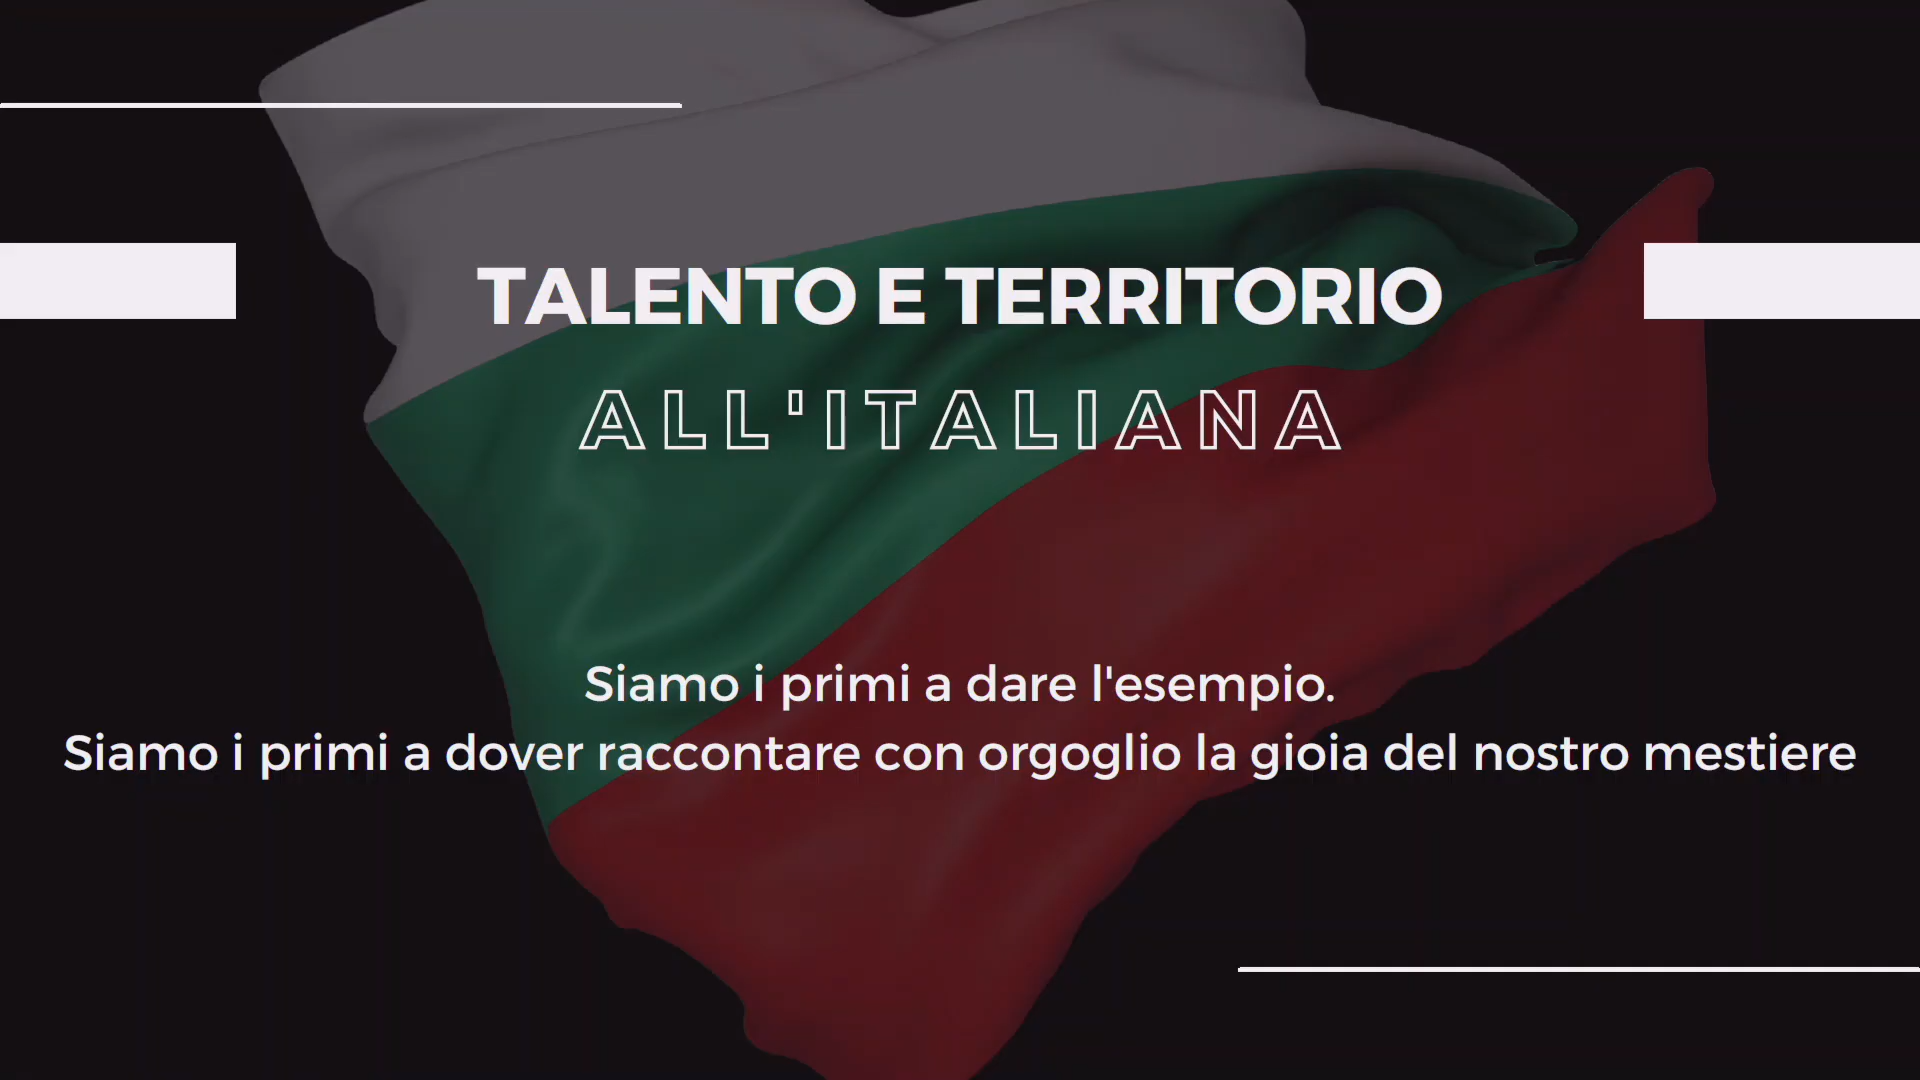 TALENTO E TERRITORIO
ALL'ITALIANA
Siamo i primi a dare l'esempio.
Siamo i primi a dover raccontare con orgoglio la gioia del nostro mestiere